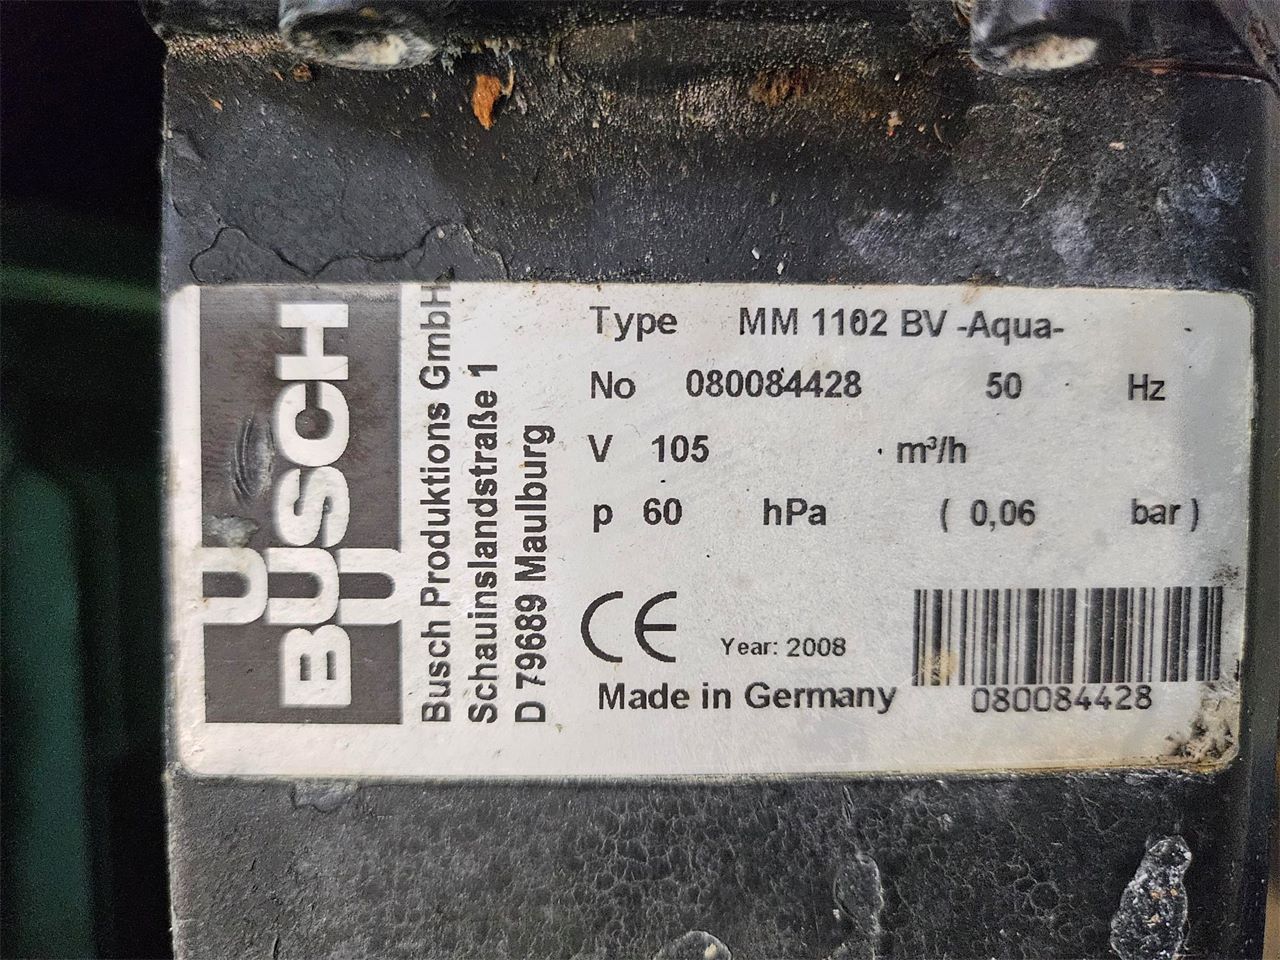 BUSCH
Busch Produktions GmbH
Schauinslandstraße 1
D 79689 Maulburg
Type MM 1102 BV -Aqua-
No 080084428 50 Hz
V 105 m³/h
p 60 hPa ( 0,06 bar )
CE Year: 2008
Made in Germany 080084428